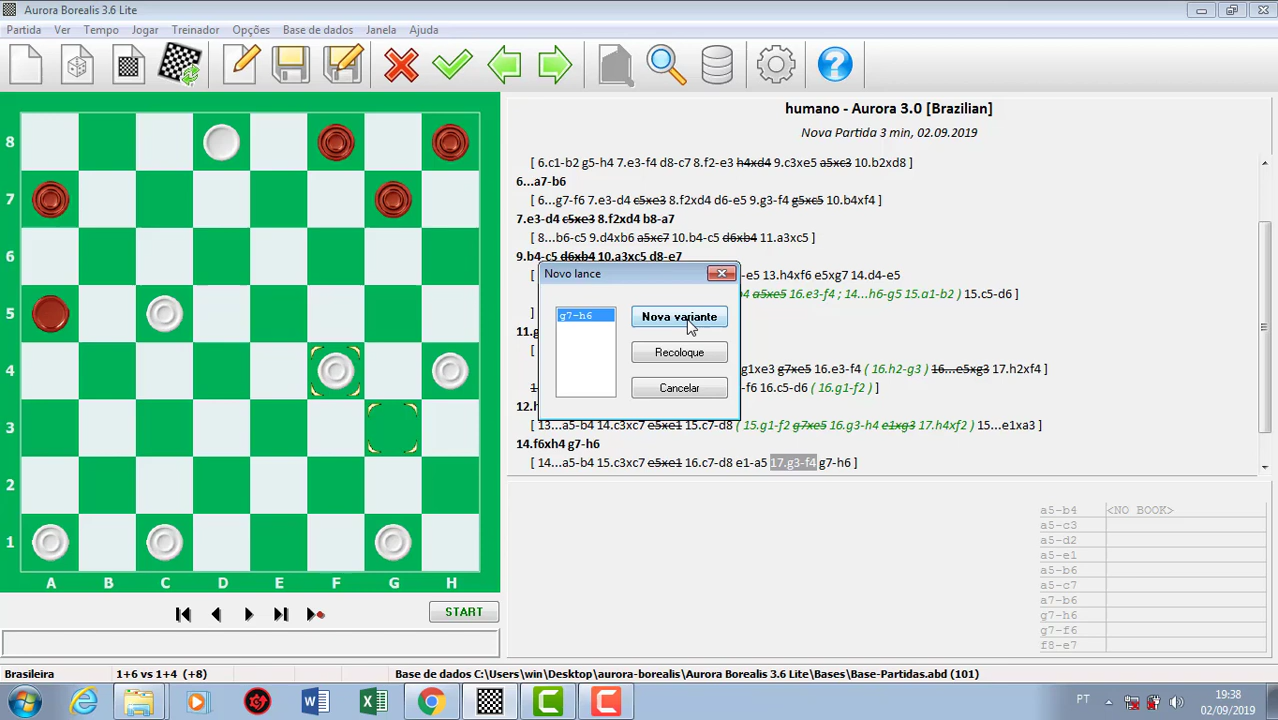 Aurora Borealis 3.6 Lite
Partida Ver Tempo Jogar Treinador Opções Base de dados Janela Ajuda
humano - Aurora 3.0 [Brazilian]
Nova Partida 3 min, 02.09.2019
[ 6.c1-b2 g5-h4 7.e3-f4 d8-c7 8.f2-e3 h4xd4 9.c3xe5 a5xc3 10.b2xd8 ]
6...a7-b6
[ 6...g7-f6 7.e3-d4 c5xe3 8.f2xd4 d6-e5 9.g3-f4 g5xc5 10.b4xf4 ]
7.e3-d4 c5xe3 8.f2xd4 b8-a7
[ 8...b6-c5 9.d4xb6 a5xc7 10.b4-c5 d6xb4 11.a3xc5 ]
9.b4-c5 d6xb4 10.a3xc5 d8-e7
[ -e5 13.h4xf6 e5xg7 14.d4-e5
4 a5xe5 16.e3-f4 ; 14...h6-g5 15.a1-b2 ) 15.c5-d6 ]
11.g
[ g1xe3 g7xe5 16.e3-f4 ( 16.h2-g3 ) 16...e5xg3 17.h2xf4 ]
-f6 16.c5-d6 ( 16.g1-f2 ) ]
12.h
[ 13...a5-b4 14.c3xc7 e5xe1 15.c7-d8 ( 15.g1-f2 g7xe5 16.g3-h4 e1xg3 17.h4xf2 ) 15...e1xa3 ]
14.f6xh4 g7-h6
[ 14...a5-b4 15.c3xc7 e5xe1 16.c7-d8 e1-a5 17.g3-f4 g7-h6 ]
Novo lance
g7-h6
Nova variante
Recoloque
Cancelar
8
7
6
5
4
3
2
1
A B C D E F G H
START
a5-b4 <NO BOOK>
a5-c3
a5-d2
a5-e1
a5-b6
a5-c7
a7-b6
g7-h6
g7-f6
f8-e7
Brasileira 1+6 vs 1+4 (+8) Base de dados C:\Users\win\Desktop\aurora-borealis\Aurora Borealis 3.6 Lite\Bases\Base-Partidas.abd (101)
PT 19:38
02/09/2019